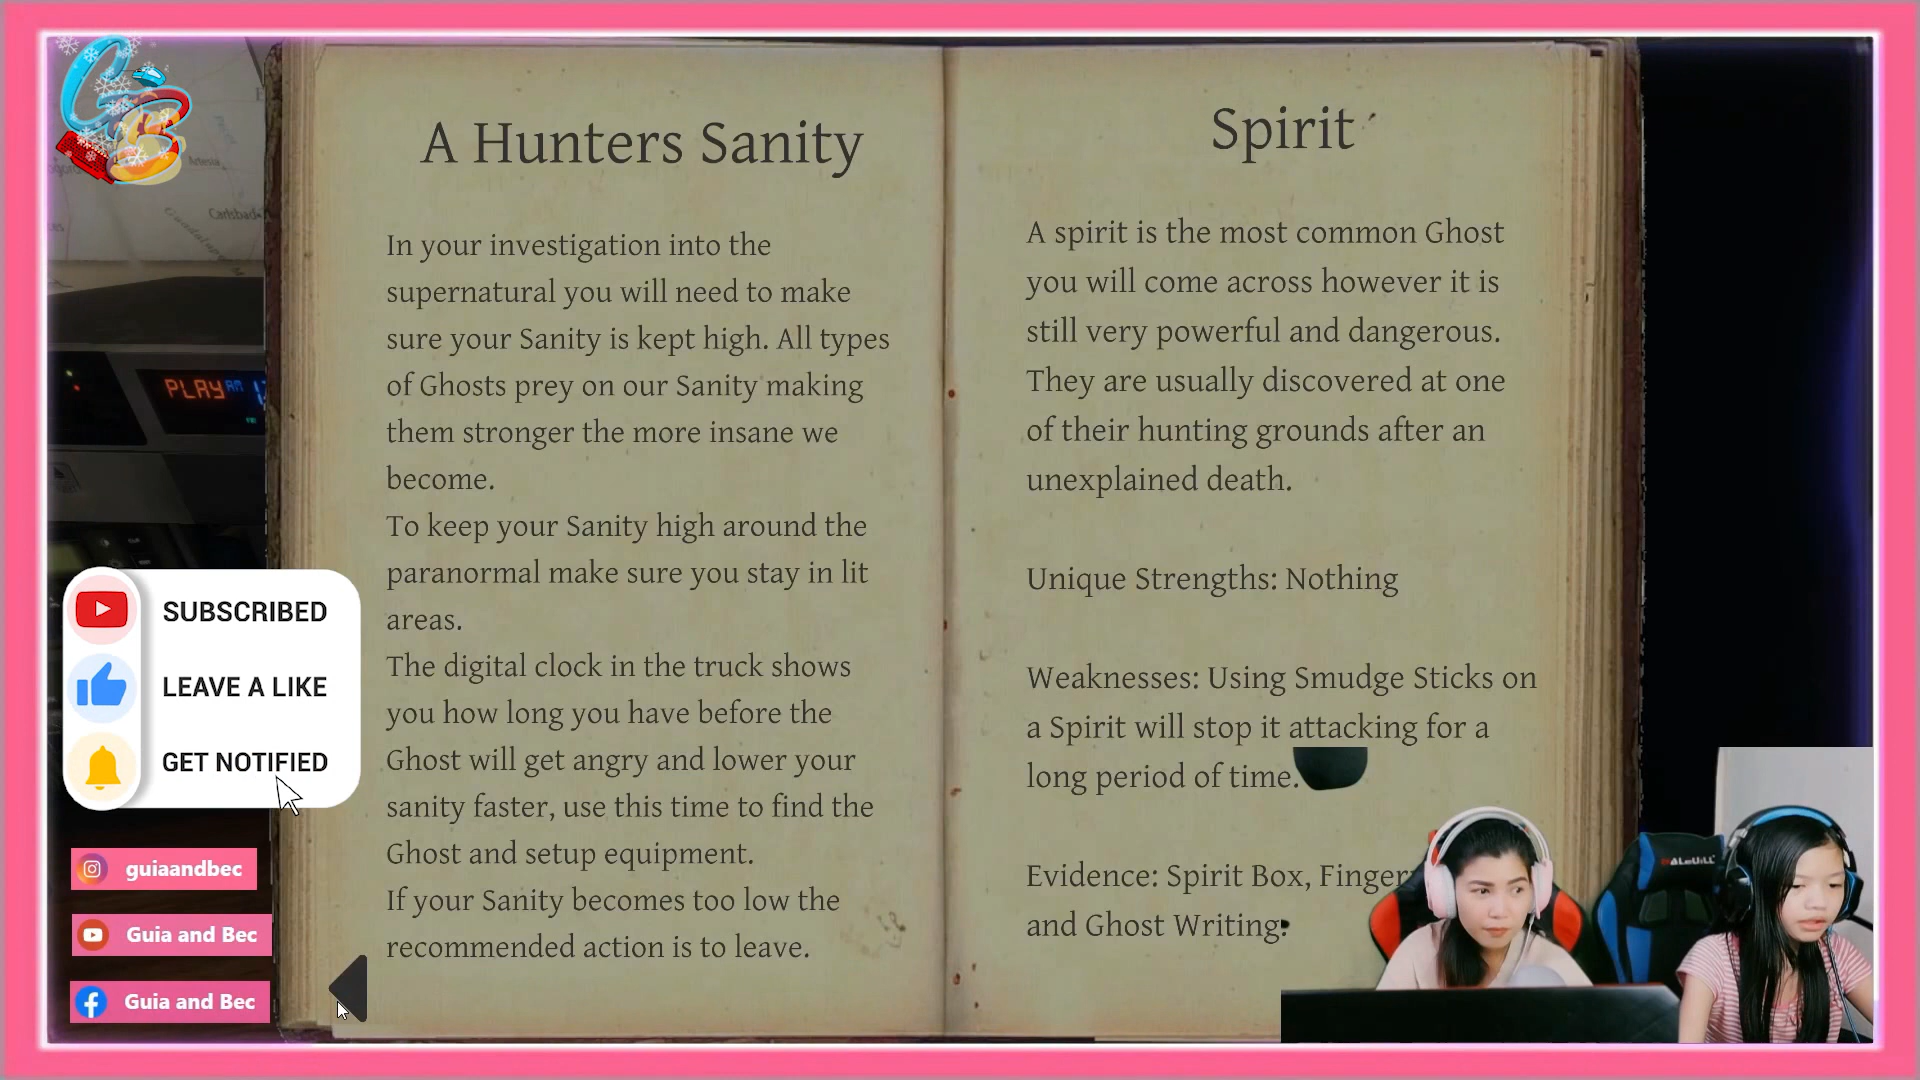 A Hunters Sanity
In your investigation into the
supernatural you will need to make
sure your Sanity is kept high. All types
of Ghosts prey on our Sanity making
them stronger the more insane we
become.
To keep your Sanity high around the
paranormal make sure you stay in lit
areas.
The digital clock in the truck shows
you how long you have before the
Ghost will get angry and lower your
sanity faster, use this time to find the
Ghost and setup equipment.
If your Sanity becomes too low the
recommended action is to leave.
Spirit
A spirit is the most common Ghost
you will come across however it is
still very powerful and dangerous.
They are usually discovered at one
of their hunting grounds after an
unexplained death.
Unique Strengths: Nothing
Weaknesses: Using Smudge Sticks on
a Spirit will stop it attacking for a
long period of time.
Evidence: Spirit Box,
and Ghost Writing.
PLAY
Artesia
Carlsbad
SUBSCRIBED
LEAVE A LIKE
GET NOTIFIED
guiaandbec
Guia and Bec
Guia and Bec